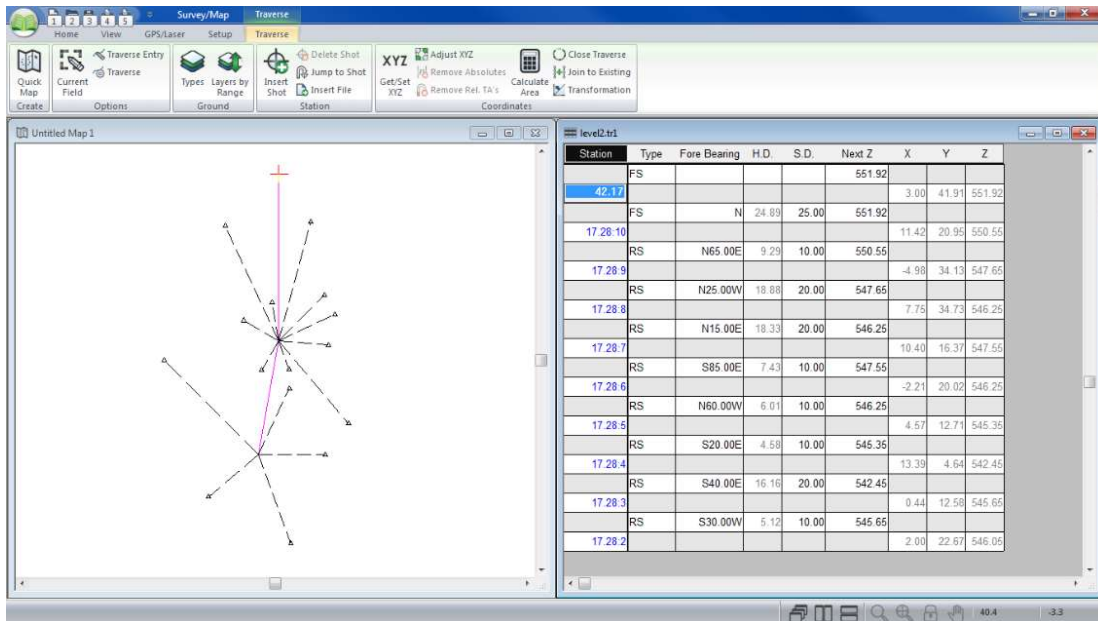 1 2 3 4 5
Survey/Map Traverse
Home View GPS/Laser Setup Traverse
Quick Map
Create
Current Field
Traverse Entry
Traverse
Options
Types
Layers by Range
Ground
Insert Shot
Delete Shot
Jump to Shot
Insert File
Station
XYZ
Get/Set XYZ
Adjust XYZ
Remove Absolutes
Remove Rel. TA's
Calculate Area
Close Traverse
Join to Existing
Transformation
Coordinates
Untitled Map 1
level2.tr1
Station Type Fore Bearing H.D. S.D. Next Z X Y Z
FS 551.92
42.17 3.00 41.91 551.92
FS N 24.89 25.00 551.92
17.28:10 11.42 20.95 550.55
RS N65.00E 9.29 10.00 550.55
17.28:9 -4.98 34.13 547.65
RS N25.00W 18.88 20.00 547.65
17.28:8 7.75 34.73 546.25
RS N15.00E 18.33 20.00 546.25
17.28:7 10.40 16.37 547.55
RS S85.00E 7.43 10.00 547.55
17.28:6 -2.21 20.02 546.25
RS N60.00W 6.01 10.00 546.25
17.28:5 4.57 12.71 545.35
RS S20.00E 4.58 10.00 545.35
17.28:4 13.39 4.64 542.45
RS S40.00E 16.16 20.00 542.45
17.28:3 0.44 12.58 545.65
RS S30.00W 5.12 10.00 545.65
17.28:2 2.00 22.67 546.05
40.4 -3.3